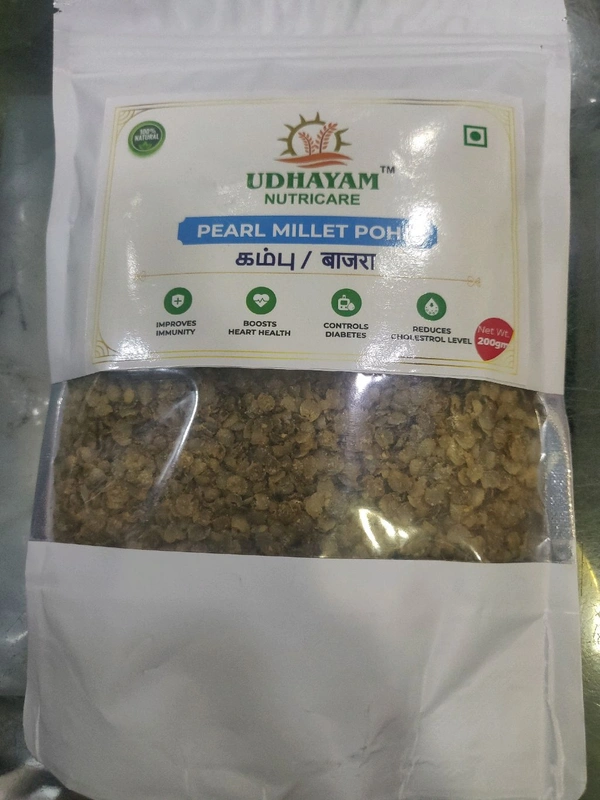 100%
NATURAL
UDHAYAM™
NUTRICARE
PEARL MILLET
கம்பு / बाजरा
IMPROVES
IMMUNITY
BOOSTS
HEART HEALTH
CONTROLS
DIABETES
REDUCES
CHOLESTROL LEVEL
Net Wt.
200gm